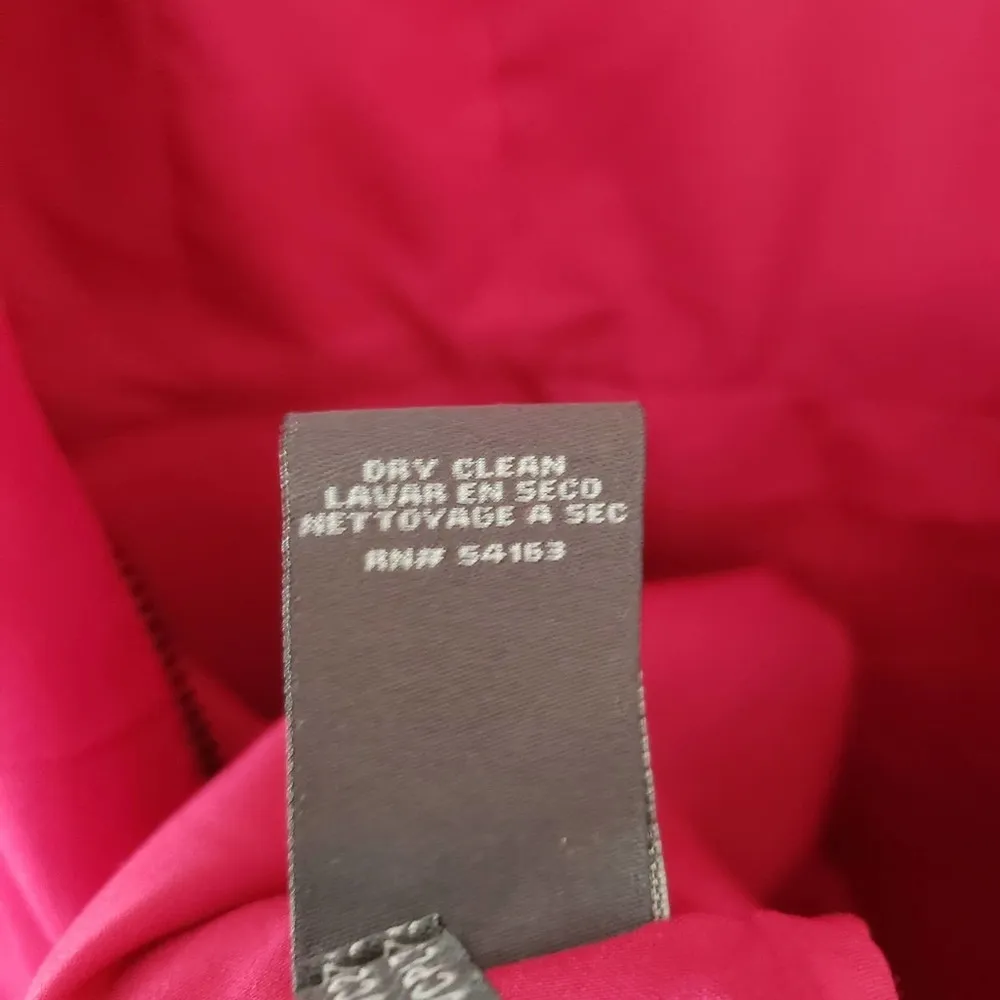 DRY CLEAN
LAVAR EN SECO
NETTOYAGE A SEC
RN# 54163